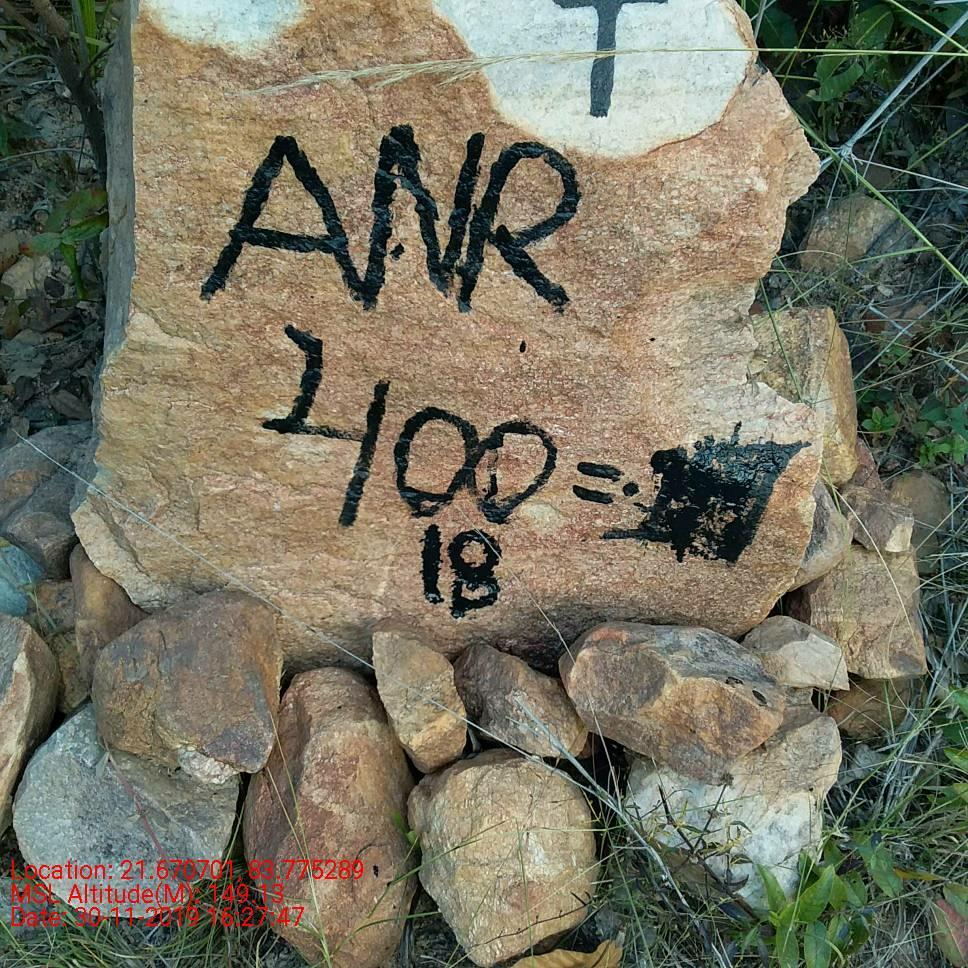 ANR
400 =
18
Location: 21.670701, 83.775289
MSL Altitude(M): 149.13
Date: 30-11-2019 16:27:47